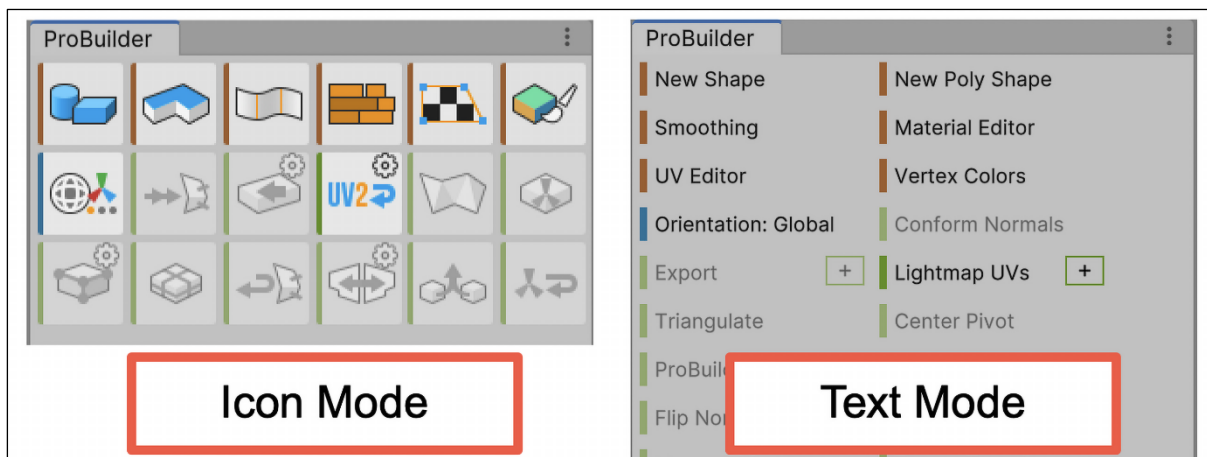 ProBuilder
UV2
Icon Mode
ProBuilder
New Shape
New Poly Shape
Smoothing
Material Editor
UV Editor
Vertex Colors
Orientation: Global
Conform Normals
Export +
Lightmap UVs +
Triangulate
Center Pivot
Text Mode